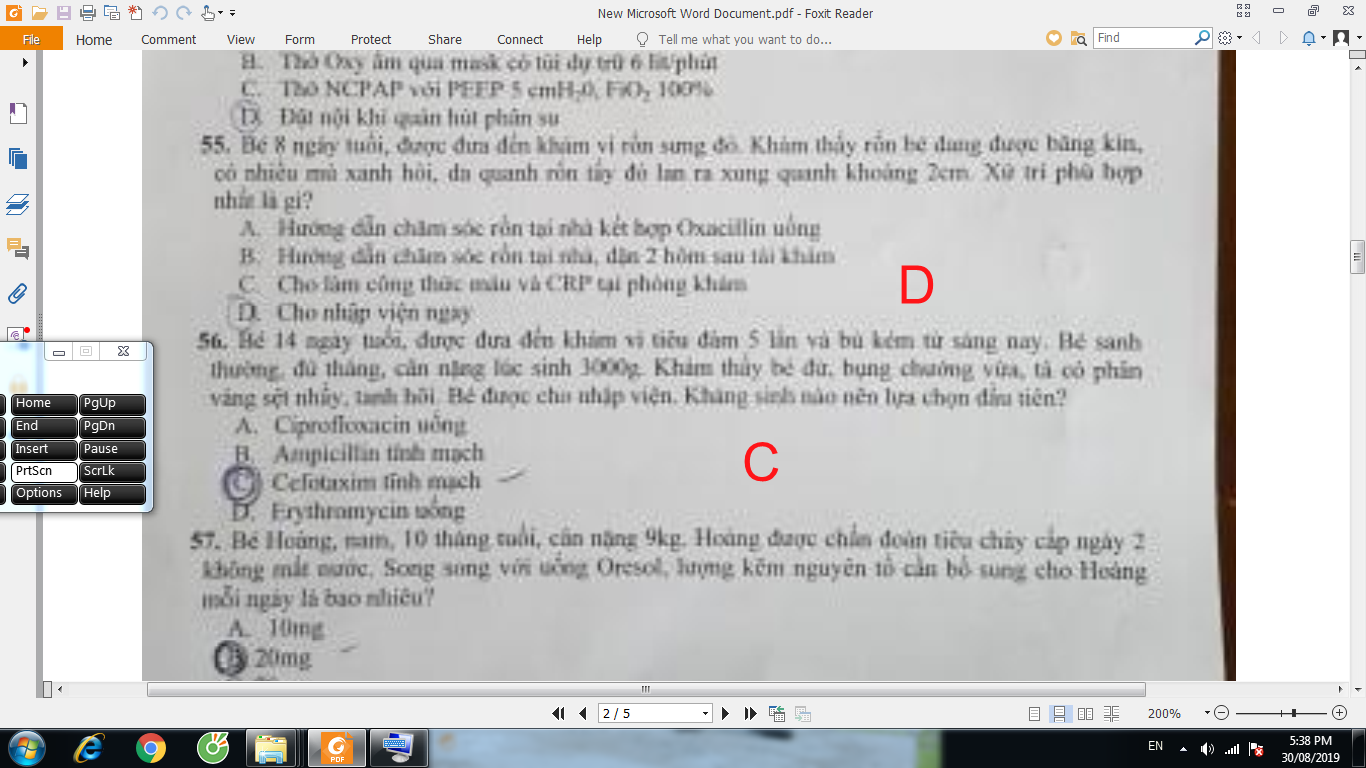 New Microsoft Word Document.pdf - Foxit Reader
File Home Comment View Form Protect Share Connect Help Tell me what you want to do... Find
B. Thở Oxy ẩm qua mask có túi dự trữ 6 lít/phút
C. Thở NCPAP với PEEP 5 cmH₂0, FiO₂ 100%
D. Đặt nội khí quản hút phân su
55. Bé 8 ngày tuổi, được đưa đến khám vì rốn sưng đỏ. Khám thấy rốn bé đang được băng kín,
có nhiều mủ xanh hôi, da quanh rốn tấy đỏ lan ra xung quanh khoảng 2cm. Xử trí phù hợp
nhất là gì?
A. Hướng dẫn chăm sóc rốn tại nhà kết hợp Oxacillin uống
B. Hướng dẫn chăm sóc rốn tại nhà, dặn 2 hôm sau tái khám
C. Cho làm công thức máu và CRP tại phòng khám
D
D. Cho nhập viện ngay
56. Bé 14 ngày tuổi, được đưa đến khám vì tiêu đàm 5 lần và bú kém từ sáng nay. Bé sanh
thường, đủ tháng, cân nặng lúc sinh 3000g. Khám thấy bé đừ, bụng chướng vừa, tã có phân
vàng sệt nhầy, tanh hôi. Bé được cho nhập viện. Kháng sinh nào nên lựa chọn đầu tiên?
A. Ciprofloxacin uống
B. Ampicillin tĩnh mạch
C
C. Cefotaxim tĩnh mạch
D. Erythromycin uống
57. Bé Hoàng, nam, 10 tháng tuổi, cân nặng 9kg. Hoàng được chẩn đoán tiêu chảy cấp ngày 2
không mất nước. Song song với uống Oresol, lượng kẽm nguyên tố cần bổ sung cho Hoàng
mỗi ngày là bao nhiêu?
A. 10mg
B 20mg
Home PgUp
End PgDn
Insert Pause
PrtScn ScrLk
Options Help
2 / 5
200%
EN
5:38 PM
30/08/2019